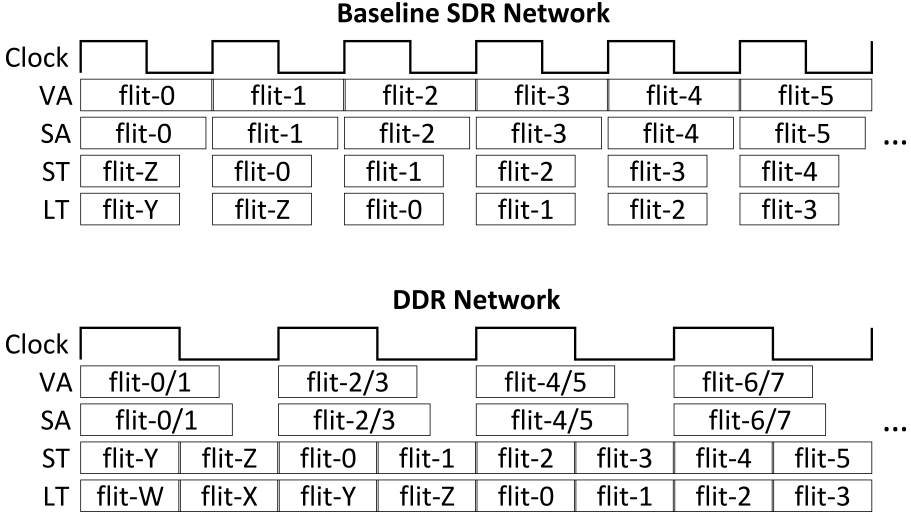 Baseline SDR Network
Clock
VA flit-0 flit-1 flit-2 flit-3 flit-4 flit-5
SA flit-0 flit-1 flit-2 flit-3 flit-4 flit-5 ...
ST flit-Z flit-0 flit-1 flit-2 flit-3 flit-4
LT flit-Y flit-Z flit-0 flit-1 flit-2 flit-3
DDR Network
Clock
VA flit-0/1 flit-2/3 flit-4/5 flit-6/7
SA flit-0/1 flit-2/3 flit-4/5 flit-6/7 ...
ST flit-Y flit-Z flit-0 flit-1 flit-2 flit-3 flit-4 flit-5
LT flit-W flit-X flit-Y flit-Z flit-0 flit-1 flit-2 flit-3